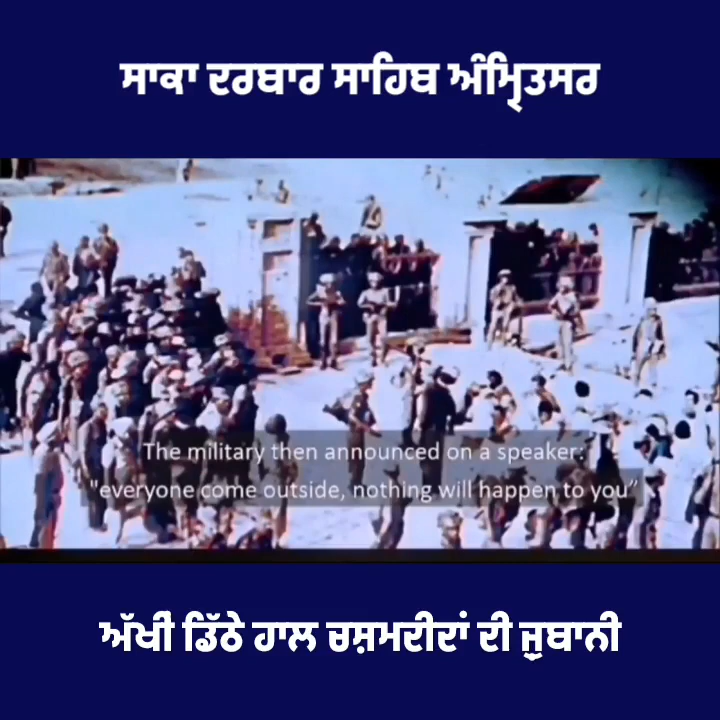 ਸਾਕਾ ਦਰਬਾਰ ਸਾਹਿਬ ਅੰਮ੍ਰਿਤਸਰ
The military then announced on a speaker:
"everyone come outside, nothing will happen to you”
ਅੱਖੀਂ ਡਿੱਠੇ ਹਾਲ ਚਸ਼ਮਦੀਦਾਂ ਦੀ ਜ਼ੁਬਾਨੀ